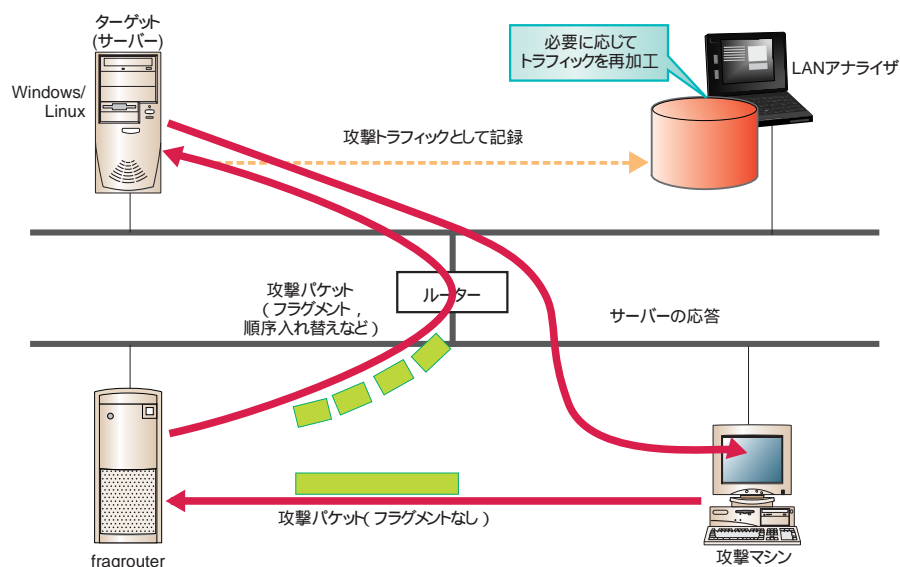 ターゲット
(サーバー)
Windows/
Linux
必要に応じて
トラフィックを再加工
LANアナライザ
攻撃トラフィックとして記録
攻撃パケット
(フラグメント,
順序入れ替えなど)
ルーター
サーバーの応答
攻撃パケット(フラグメントなし)
fragrouter
攻撃マシン